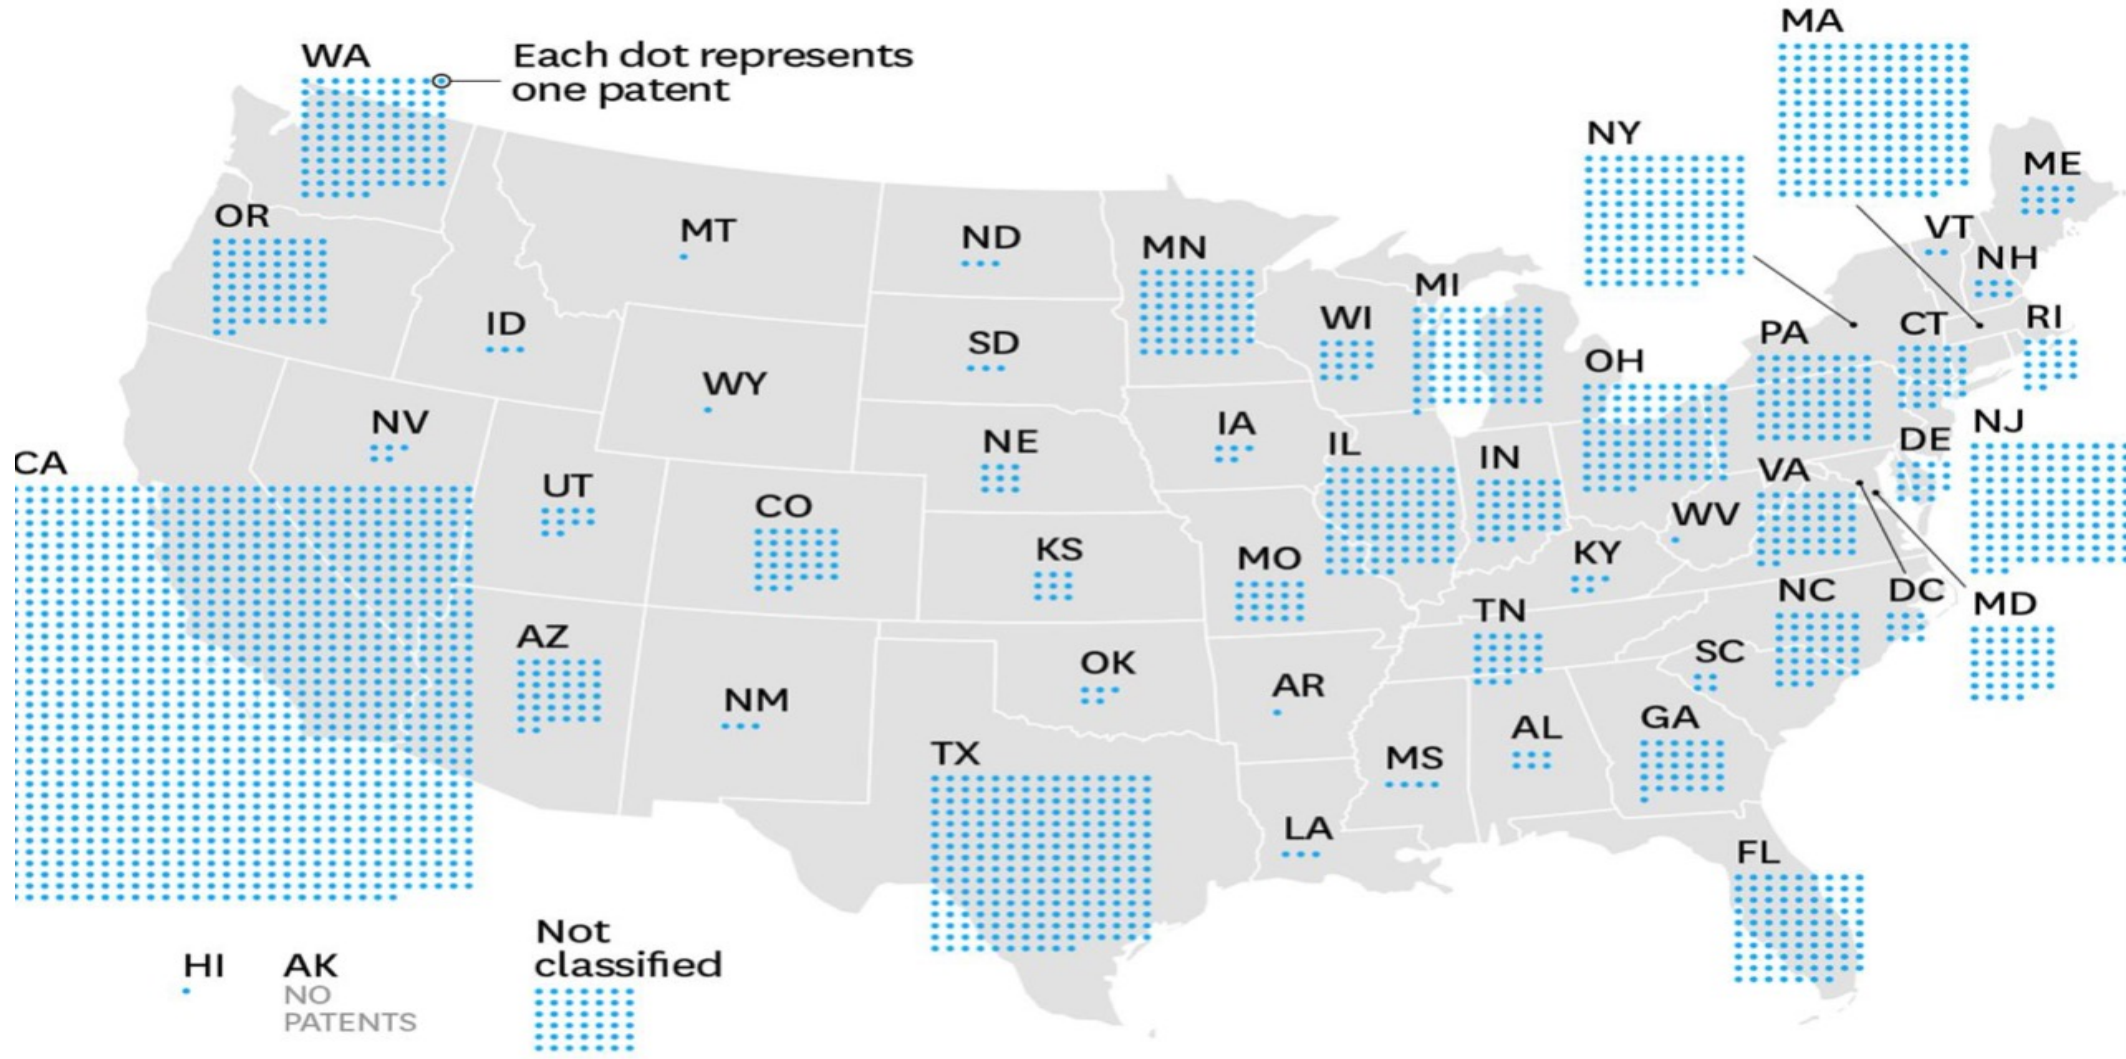 MA
WA
Each dot represents
one patent
NY
ME
OR
VT
MT
ND
MN
NH
MI
ID
WI
RI
CT
PA
SD
OH
WY
NV
IA
NJ
NE
IL
DE
CA
IN
VA
UT
CO
WV
KS
MO
KY
NC
DC
MD
TN
AZ
SC
OK
AR
NM
GA
AL
TX
MS
LA
FL
Not
classified
HI
AK
NO
PATENTS